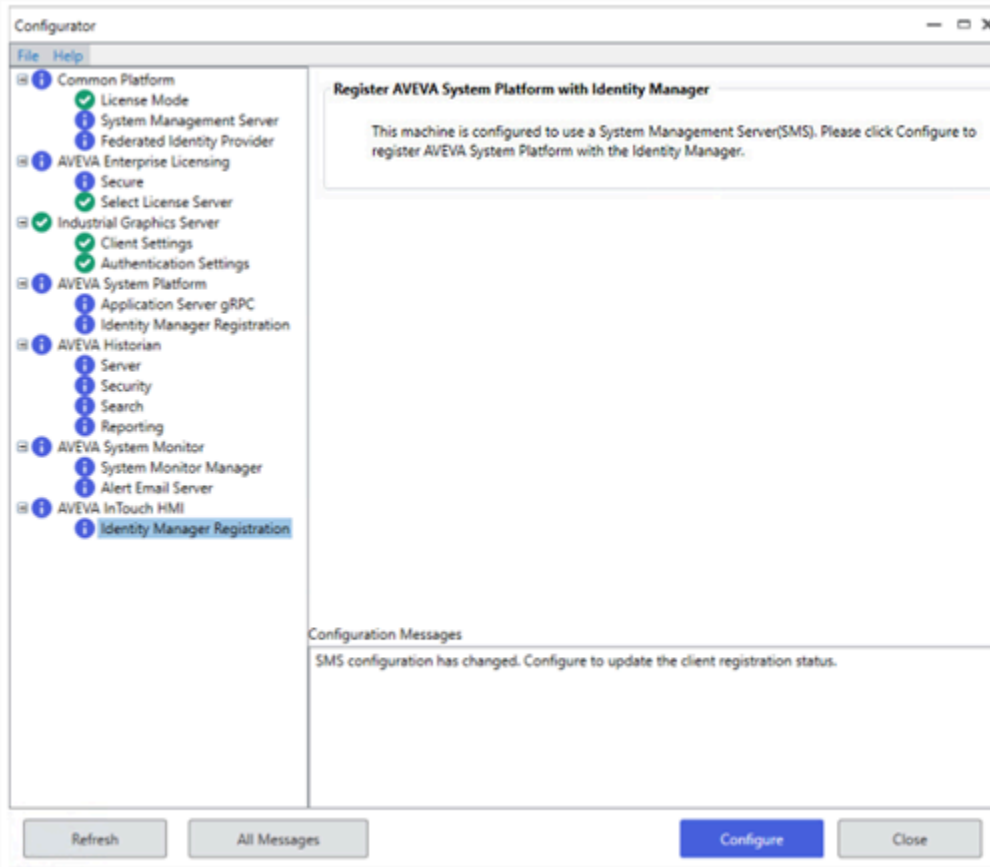 Configurator
File Help
Common Platform
License Mode
System Management Server
Federated Identity Provider
AVEVA Enterprise Licensing
Secure
Select License Server
Industrial Graphics Server
Client Settings
Authentication Settings
AVEVA System Platform
Application Server gRPC
Identity Manager Registration
AVEVA Historian
Server
Security
Search
Reporting
AVEVA System Monitor
System Monitor Manager
Alert Email Server
AVEVA InTouch HMI
Identity Manager Registration
Register AVEVA System Platform with Identity Manager
This machine is configured to use a System Management Server(SMS). Please click Configure to
register AVEVA System Platform with the Identity Manager.
Configuration Messages
SMS configuration has changed. Configure to update the client registration status.
Refresh All Messages Configure Close